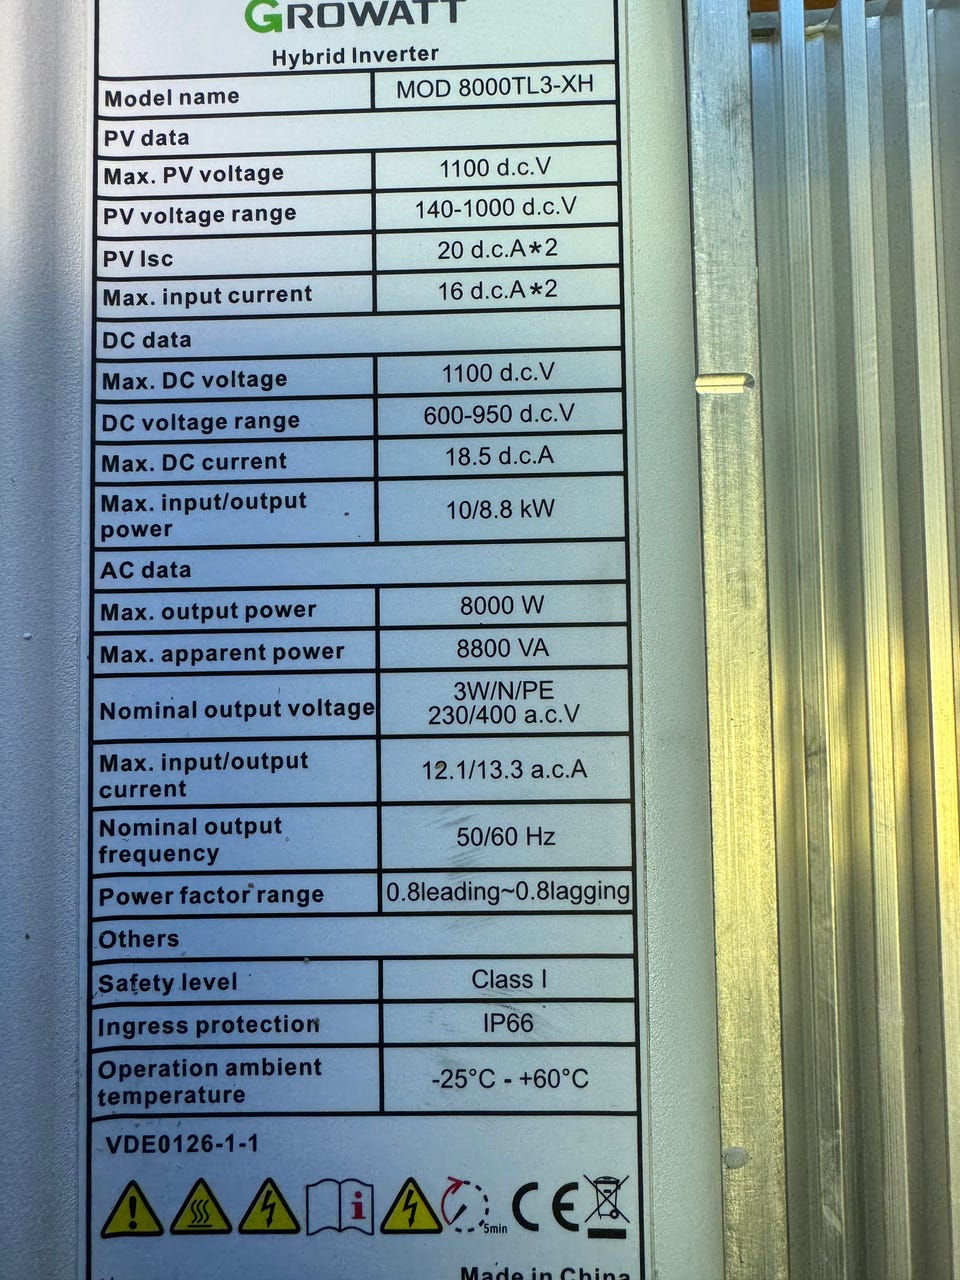 GROWATT
Hybrid Inverter
Model name MOD 8000TL3-XH
PV data
Max. PV voltage 1100 d.c.V
PV voltage range 140-1000 d.c.V
PV Isc 20 d.c.A*2
Max. input current 16 d.c.A*2
DC data
Max. DC voltage 1100 d.c.V
DC voltage range 600-950 d.c.V
Max. DC current 18.5 d.c.A
Max. input/output
power 10/8.8 kW
AC data
Max. output power 8000 W
Max. apparent power 8800 VA
Nominal output voltage 3W/N/PE
230/400 a.c.V
Max. input/output
current 12.1/13.3 a.c.A
Nominal output
frequency 50/60 Hz
Power factor range 0.8leading~0.8lagging
Others
Safety level Class I
Ingress protection IP66
Operation ambient
temperature -25°C - +60°C
VDE0126-1-1
5min CE
Made in China